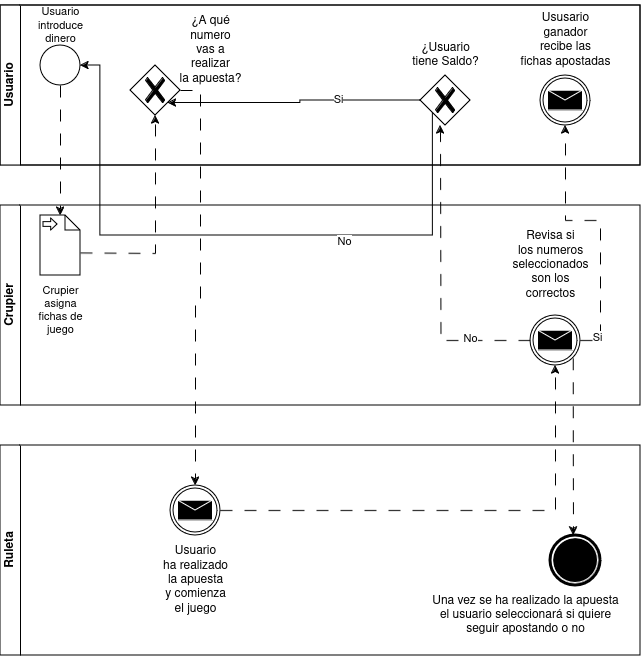 Usuario
Usuario
introduce
dinero
¿A qué
numero
vas a
realizar
la apuesta?
¿Usuario
tiene Saldo?
Ususario
ganador
recibe las
fichas apostadas
Si
No
Crupier
Crupier
asigna
fichas de
juego
Revisa si
los numeros
seleccionados
son los
correctos
No
Si
Ruleta
Usuario
ha realizado
la apuesta
y comienza
el juego
Una vez se ha realizado la apuesta
el usuario seleccionará si quiere
seguir apostando o no